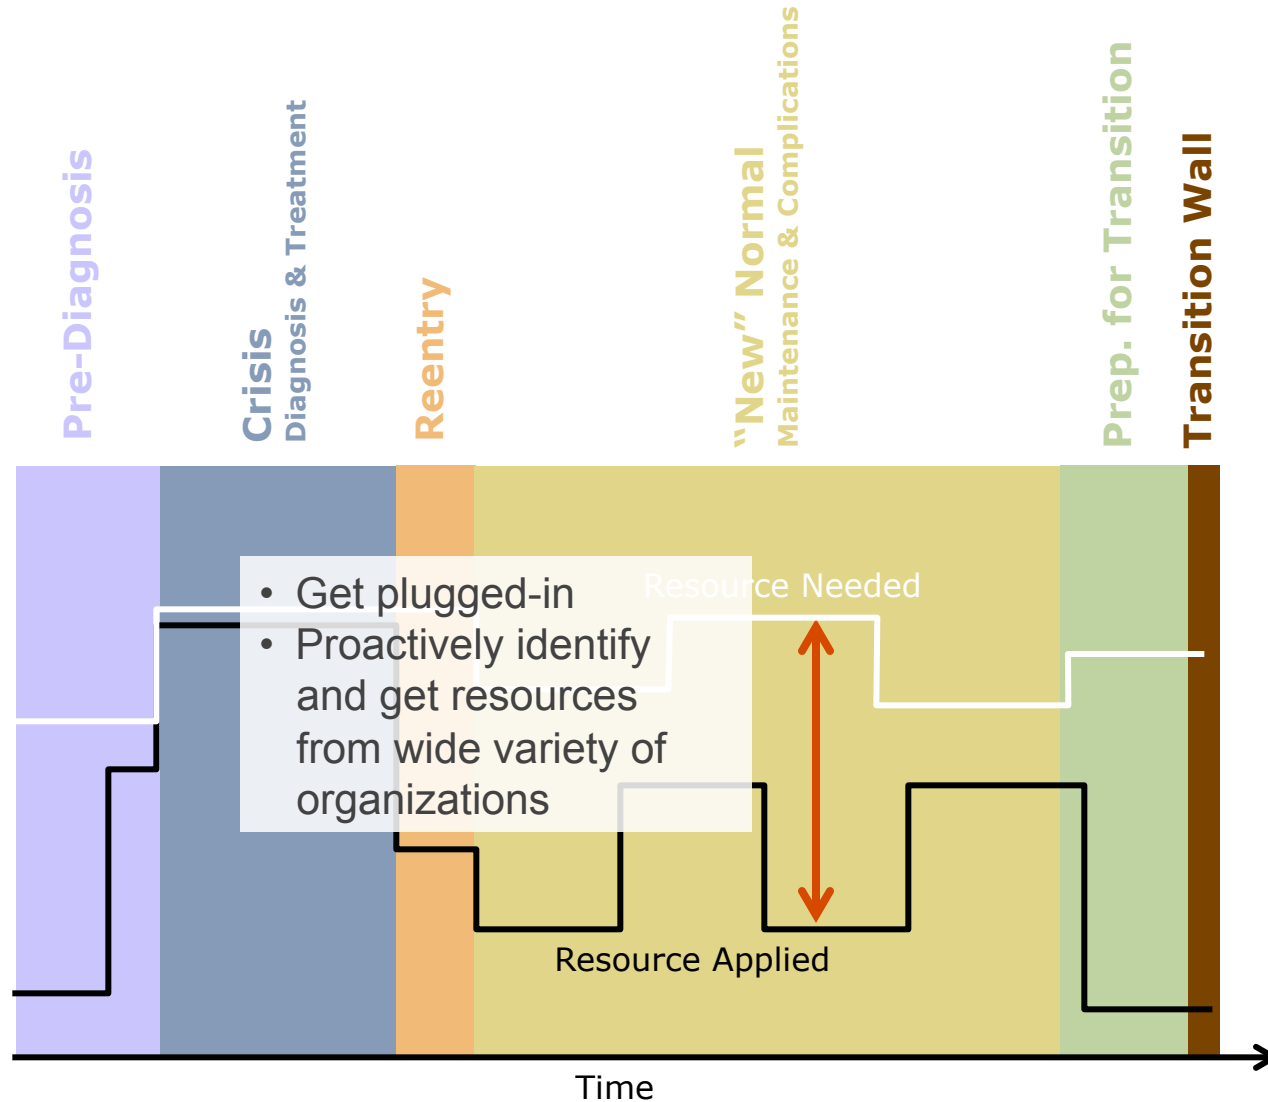 Pre-Diagnosis
Crisis
Diagnosis & Treatment
Reentry
“New” Normal
Maintenance & Complications
Prep. for Transition
Transition Wall
• Get plugged-in
• Proactively identify
and get resources
from wide variety of
organizations
Resource Needed
Resource Applied
Time